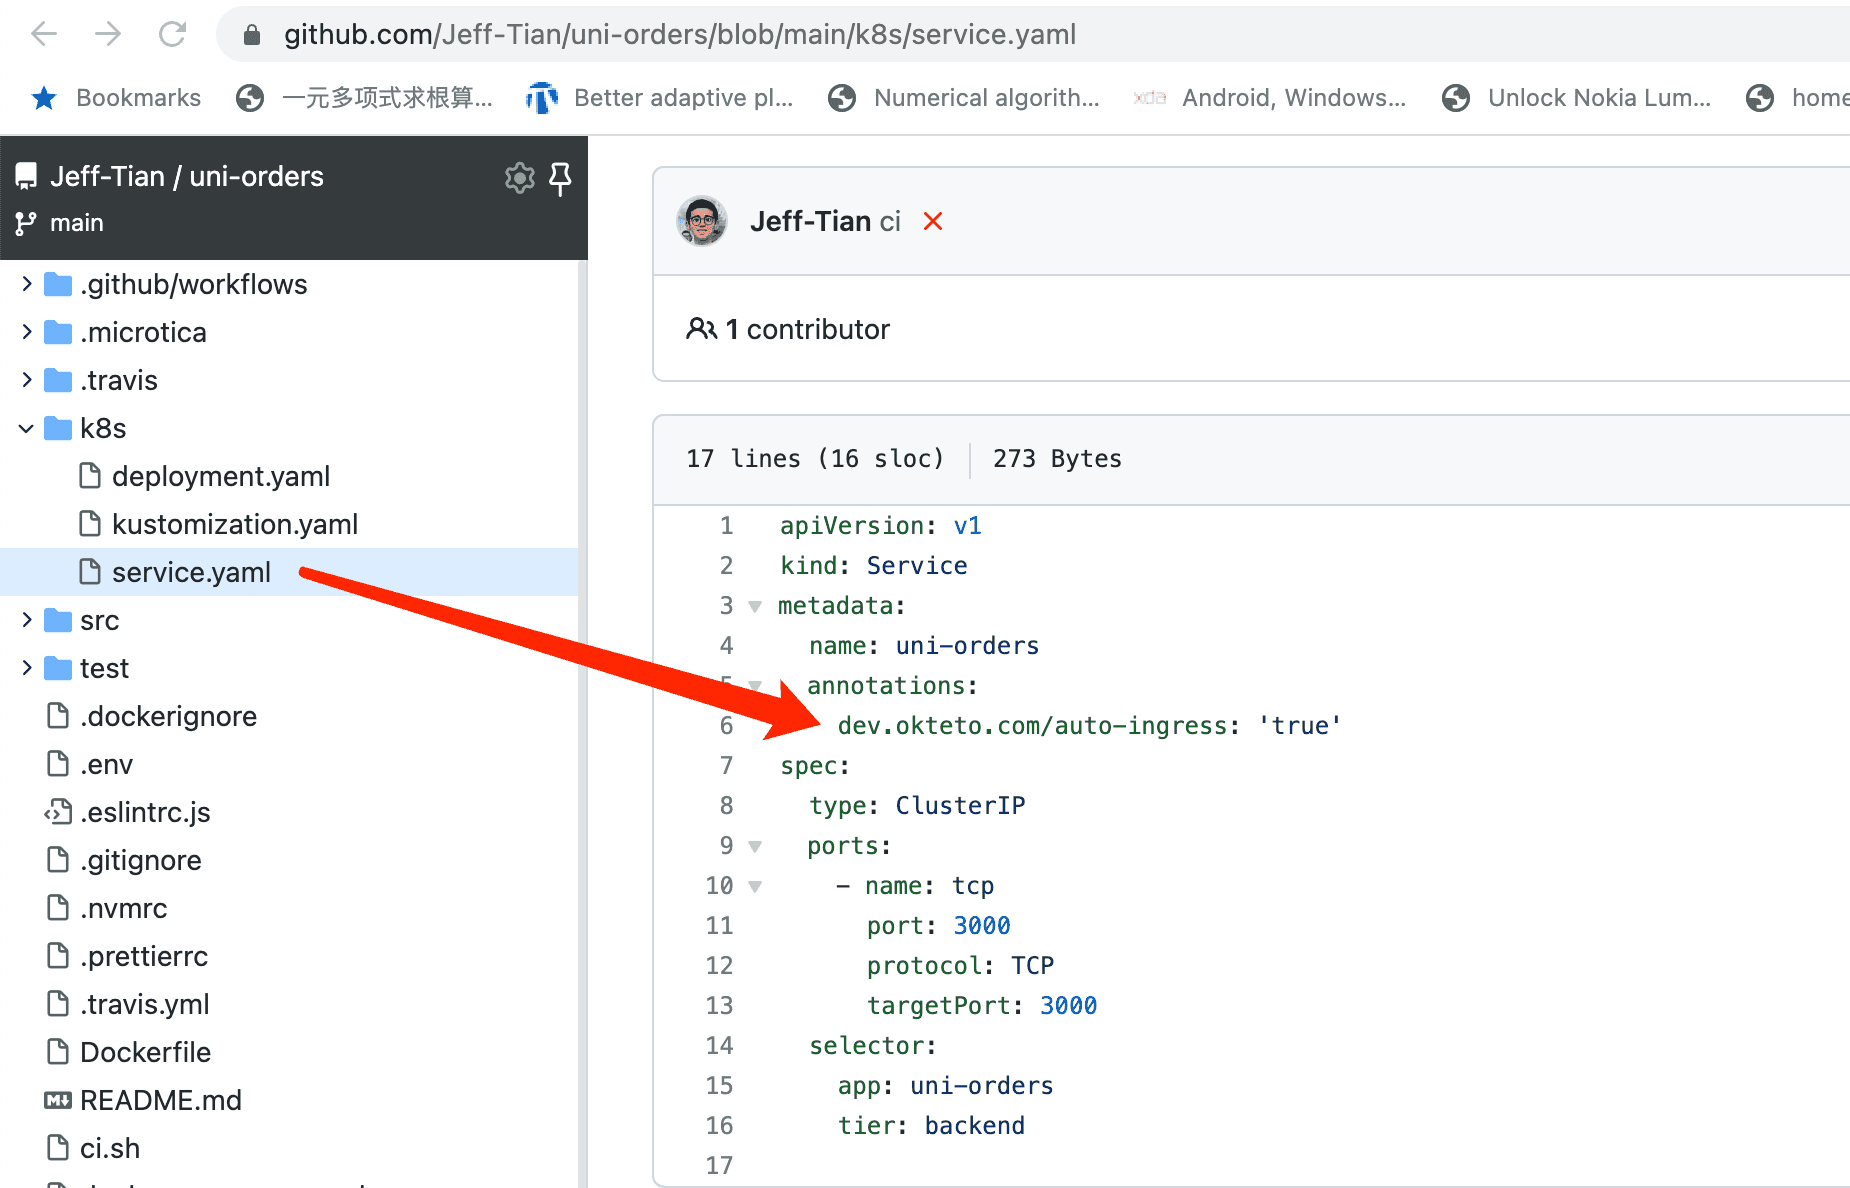 github.com/Jeff-Tian/uni-orders/blob/main/k8s/service.yaml
Bookmarks 一元多项式求根算... Better adaptive pl... Numerical algorith... xda Android, Windows... Unlock Nokia Lum... home
Jeff-Tian / uni-orders
main
.github/workflows
.microtica
.travis
k8s
deployment.yaml
kustomization.yaml
service.yaml
src
test
.dockerignore
.env
.eslintrc.js
.gitignore
.nvmrc
.prettierrc
.travis.yml
Dockerfile
README.md
ci.sh
Jeff-Tian ci
1 contributor
17 lines (16 sloc) 273 Bytes
1 apiVersion: v1
2 kind: Service
3 metadata:
4 name: uni-orders
5 annotations:
6 dev.okteto.com/auto-ingress: 'true'
7 spec:
8 type: ClusterIP
9 ports:
10 - name: tcp
11 port: 3000
12 protocol: TCP
13 targetPort: 3000
14 selector:
15 app: uni-orders
16 tier: backend
17